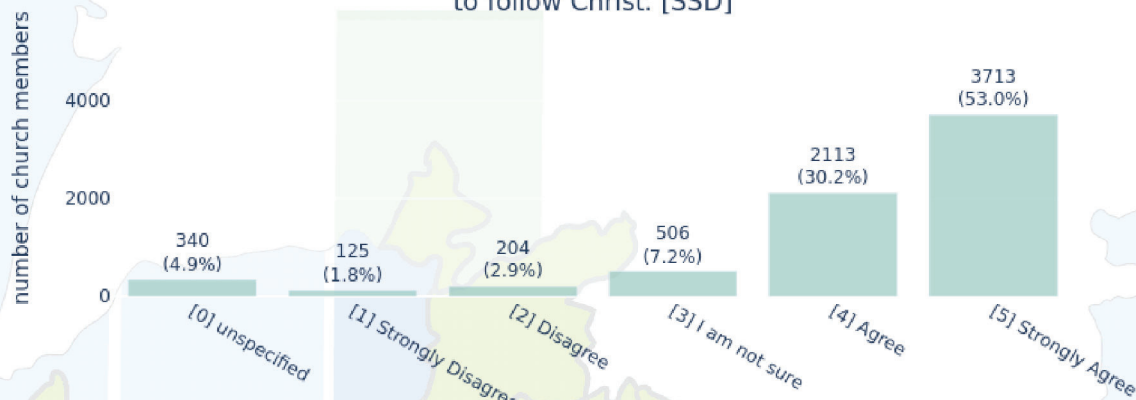 to follow Christ. [SSD]
number of church members
4000
2000
0
340
(4.9%)
125
(1.8%)
204
(2.9%)
506
(7.2%)
2113
(30.2%)
3713
(53.0%)
[0] unspecified
[1] Strongly Disagree
[2] Disagree
[3] I am not sure
[4] Agree
[5] Strongly Agree